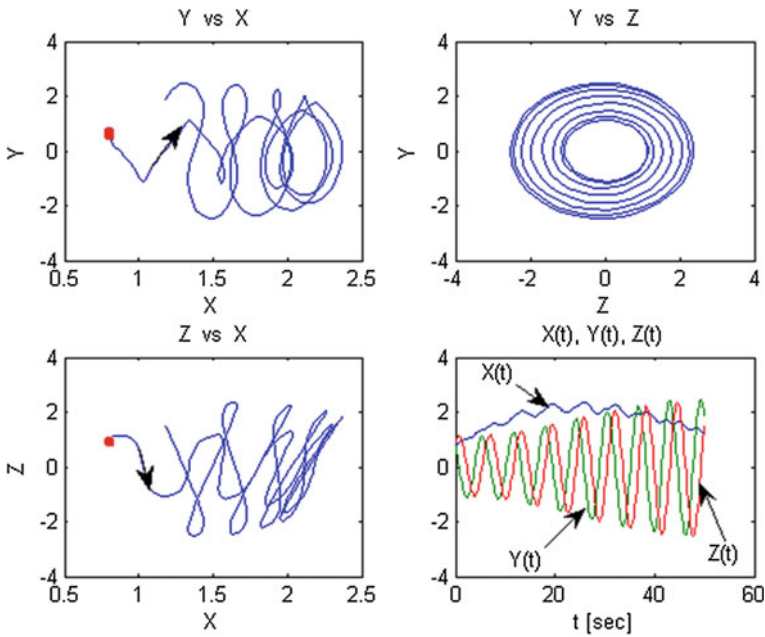 Y vs X
4
2
0
-2
-4
Y
0.5 1 1.5 2 2.5
X
Y vs Z
4
2
0
-2
-4
Y
-4 -2 0 2 4
Z
Z vs X
4
2
0
-2
-4
Z
0.5 1 1.5 2 2.5
X
X(t), Y(t), Z(t)
4
2
0
-2
-4
X(t)
Y(t)
Z(t)
0 20 40 60
t [sec]